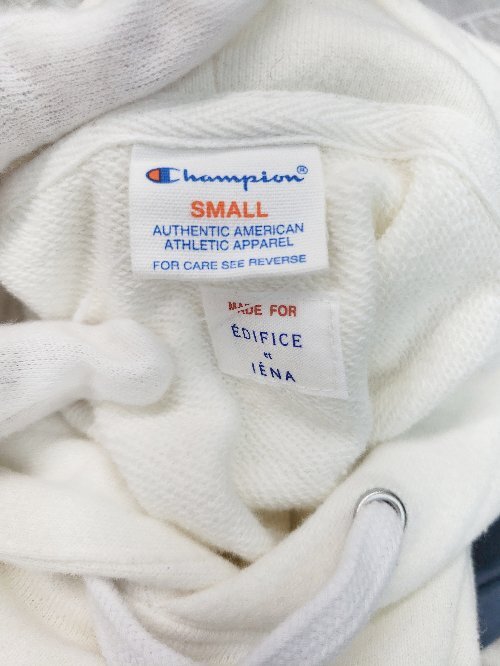 Champion®
SMALL
AUTHENTIC AMERICAN
ATHLETIC APPAREL
FOR CARE SEE REVERSE
MADE FOR
ÉDIFICE
et
IÉNA